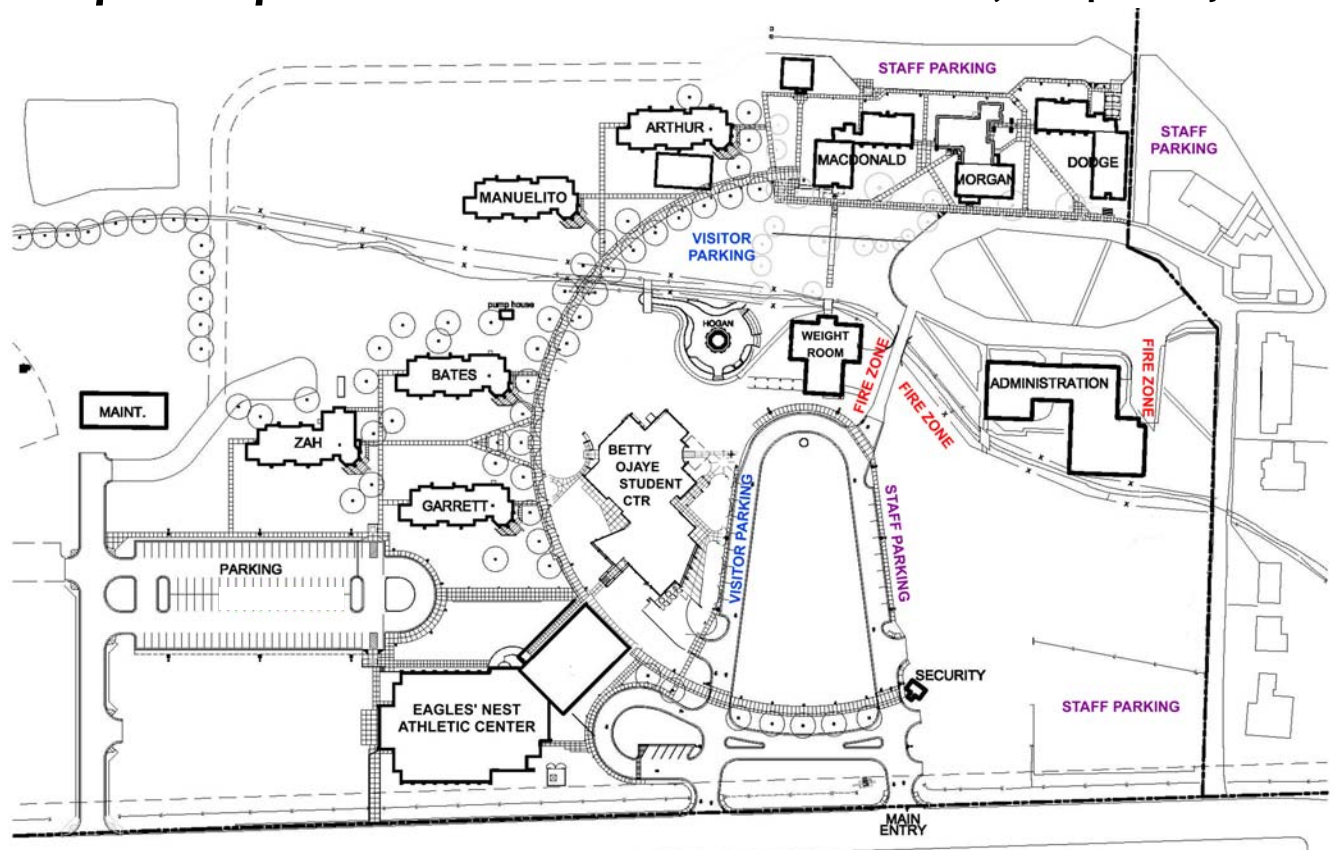 STAFF PARKING
STAFF
PARKING
ARTHUR
MACDONALD
MORGAN
DODGE
MANUELITO
VISITOR
PARKING
pump house
HOGAN
WEIGHT
ROOM
FIRE ZONE
FIRE ZONE
FIRE ZONE
ADMINISTRATION
BATES
MAINT.
ZAH
BETTY
OJAYE
STUDENT
CTR
GARRETT
VISITOR PARKING
STAFF PARKING
PARKING
SECURITY
EAGLES' NEST
ATHLETIC CENTER
STAFF PARKING
MAIN
ENTRY